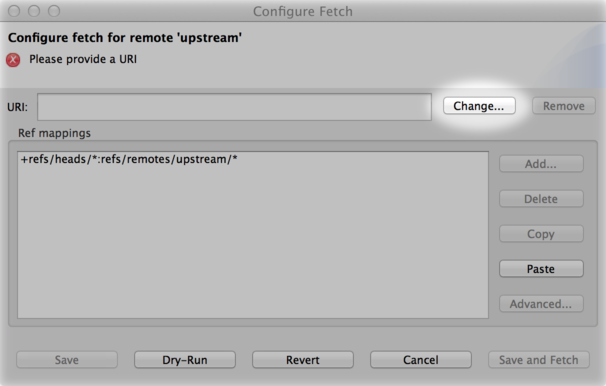 Configure Fetch
Configure fetch for remote 'upstream'
Please provide a URI
URI: Change... Remove
Ref mappings
+refs/heads/*:refs/remotes/upstream/*
Add...
Delete
Copy
Paste
Advanced...
Save Dry-Run Revert Cancel Save and Fetch